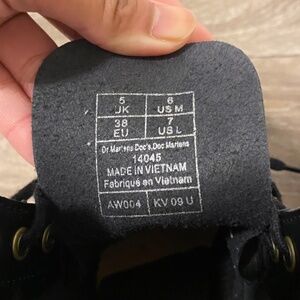 5 UK 6 US M
38 EU 7 US L
Dr Martens Doc's, Doc Martens
14045
MADE IN VIETNAM
Fabriqué en Vietnam
AW004 KV 09 U